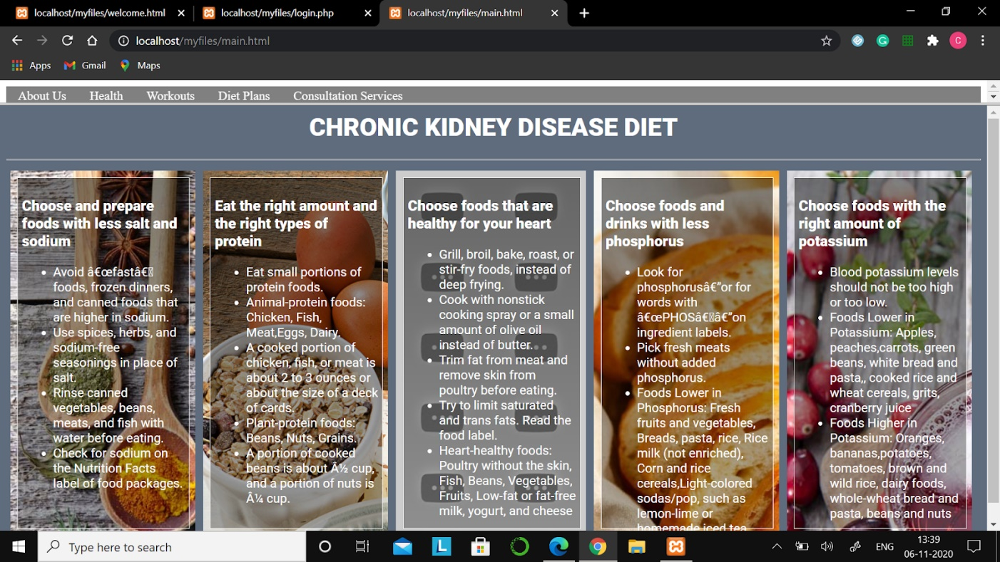 localhost/myfiles/welcome.html
localhost/myfiles/login.php
localhost/myfiles/main.html
localhost/myfiles/main.html
C
Apps
Gmail
Maps
About Us
Health
Workouts
Diet Plans
Consultation Services
CHRONIC KIDNEY DISEASE DIET
Choose and prepare
foods with less salt and
sodium
• Avoid â€œfastâ€
foods, frozen dinners,
and canned foods that
are higher in sodium.
• Use spices, herbs, and
sodium-free
seasonings in place of
salt.
• Rinse canned
vegetables, beans,
meats, and fish with
water before eating.
• Check for sodium on
the Nutrition Facts
label of food packages.
Eat the right amount and
the right types of
protein
• Eat small portions of
protein foods.
• Animal-protein foods:
Chicken, Fish,
Meat,Eggs, Dairy.
• A cooked portion of
chicken, fish, or meat is
about 2 to 3 ounces or
about the size of a deck
of cards.
• Plant-protein foods:
Beans, Nuts, Grains.
• A portion of cooked
beans is about Â½ cup,
and a portion of nuts is
Â¼ cup.
Choose foods that are
healthy for your heart
• Grill, broil, bake, roast, or
stir-fry foods, instead of
deep frying.
• Cook with nonstick
cooking spray or a small
amount of olive oil
instead of butter.
• Trim fat from meat and
remove skin from
poultry before eating.
• Try to limit saturated
and trans fats. Read the
food label.
• Heart-healthy foods:
Poultry without the skin,
Fish, Beans, Vegetables,
Fruits, Low-fat or fat-free
milk, yogurt, and cheese
Choose foods and
drinks with less
phosphorus
• Look for
phosphorusâ€”or for
words with
â€œPHOSâ€â€”on
ingredient labels.
• Pick fresh meats
without added
phosphorus.
• Foods Lower in
Phosphorus: Fresh
fruits and vegetables,
Breads, pasta, rice, Rice
milk (not enriched),
Corn and rice
cereals,Light-colored
sodas/pop, such as
lemon-lime or
homemade iced tea
Choose foods with the
right amount of
potassium
• Blood potassium levels
should not be too high
or too low.
• Foods Lower in
Potassium: Apples,
peaches,carrots, green
beans, white bread and
pasta,, cooked rice and
wheat cereals, grits,
cranberry juice
• Foods Higher in
Potassium: Oranges,
bananas,potatoes,
tomatoes, brown and
wild rice, dairy foods,
whole-wheat bread and
pasta, beans and nuts
Type here to search
L
ENG
13:39
06-11-2020